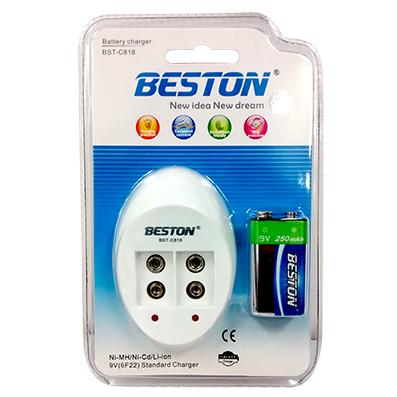 Battery charger
BST-C818
BESTON®
New idea New dream
BESTON
BST-C818
9V 250mAh
BESTON
CE
Ni-MH/Ni-Cd/Li-ion
9V(6F22) Standard Charger